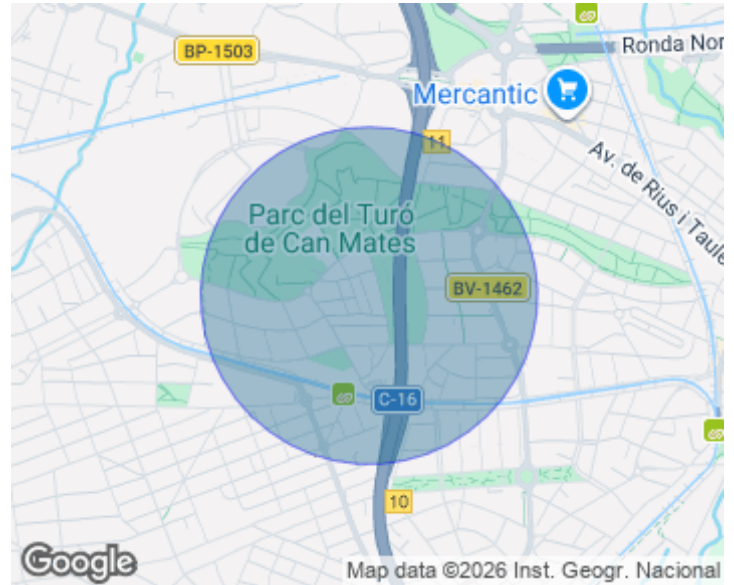 BP-1503
Ronda Nor
Mercantic
11
Av. de Rius i Taule
Parc del Turó
de Can Mates
BV-1462
C-16
10
Google
Map data ©2026 Inst. Geogr. Nacional